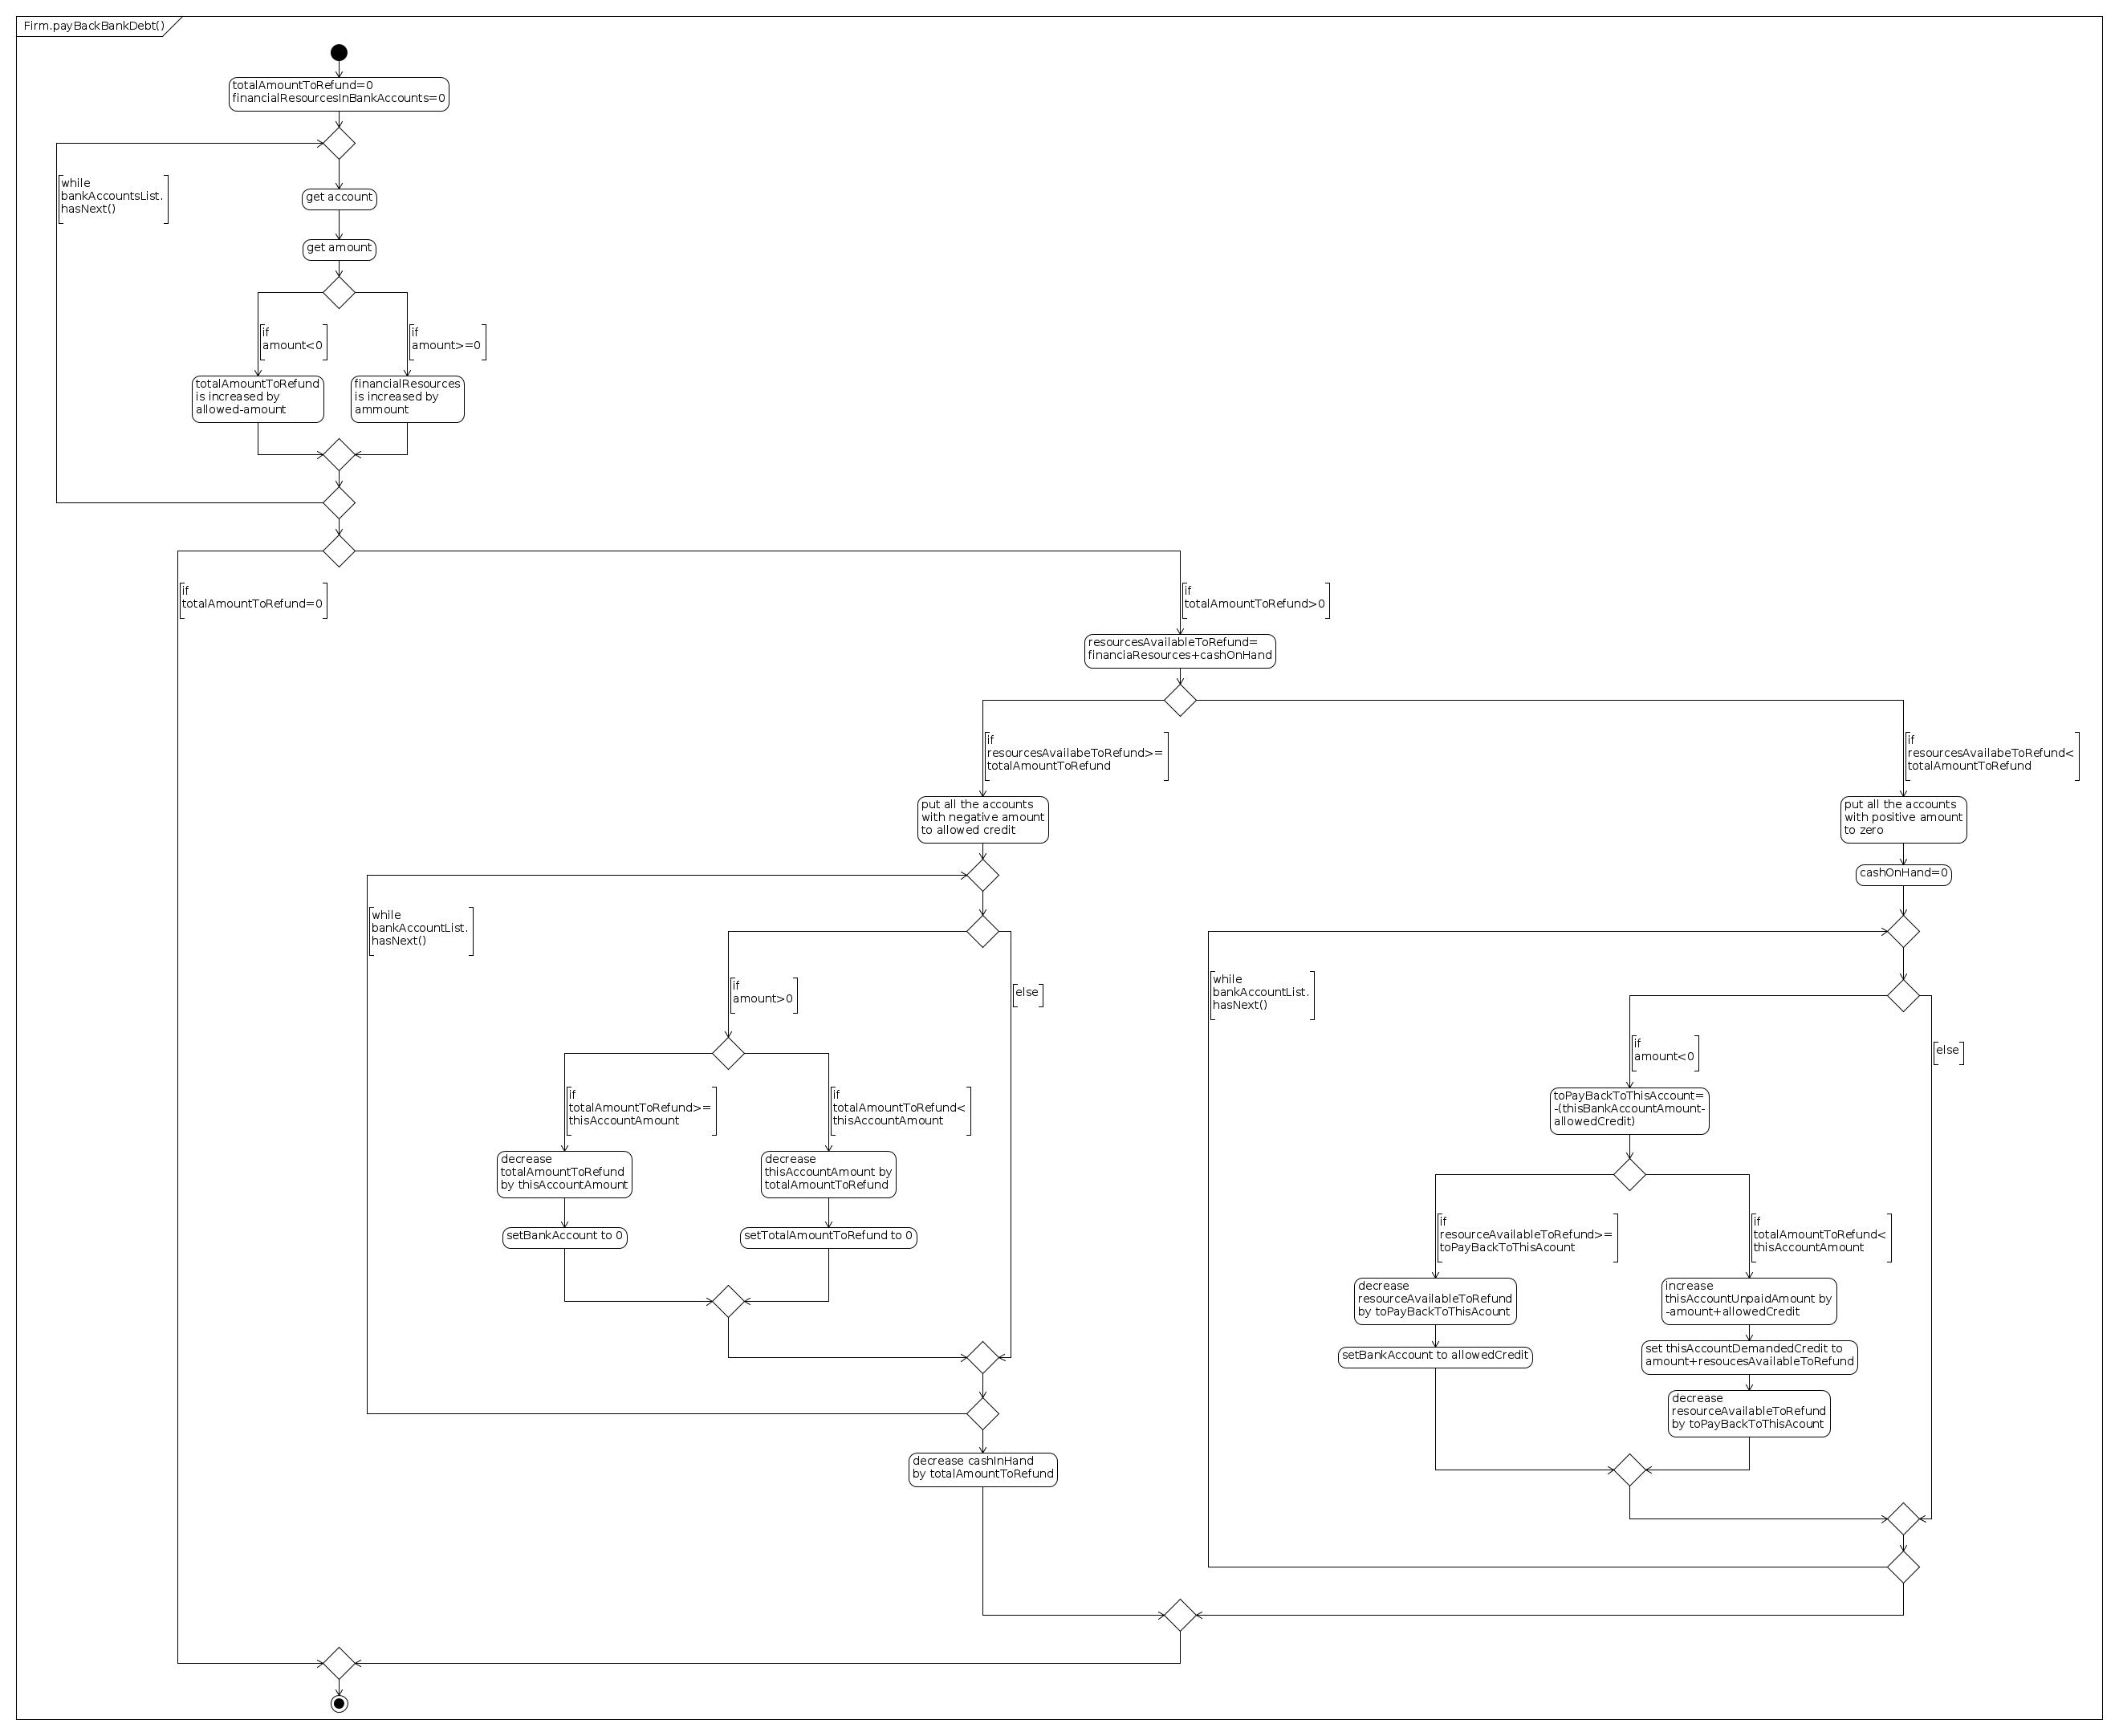 Firm.payBackBankDebt()
totalAmountToRefund=0
financialResourcesInBankAccounts=0
while
bankAccountsList.
hasNext()
get account
get amount
if
amount<0
if
amount>=0
totalAmountToRefund
is increased by
allowed-amount
financialResources
is increased by
ammount
if
totalAmountToRefund=0
if
totalAmountToRefund>0
resourcesAvailableToRefund=
financiaResources+cashOnHand
if
resourcesAvailabeToRefund>=
totalAmountToRefund
if
resourcesAvailabeToRefund<
totalAmountToRefund
put all the accounts
with negative amount
to allowed credit
put all the accounts
with positive amount
to zero
cashOnHand=0
while
bankAccountList.
hasNext()
if
amount>0
else
while
bankAccountList.
hasNext()
if
amount<0
else
if
totalAmountToRefund>=
thisAccountAmount
if
totalAmountToRefund<
thisAccountAmount
toPayBackToThisAccount=
-(thisBankAccountAmount-
allowedCredit)
decrease
totalAmountToRefund
by thisAccountAmount
decrease
thisAccountAmount by
totalAmountToRefund
setBankAccount to 0
setTotalAmountToRefund to 0
if
resourceAvailableToRefund>=
toPayBackToThisAcount
if
totalAmountToRefund<
thisAccountAmount
decrease
resourceAvailableToRefund
by toPayBackToThisAcount
increase
thisAccountUnpaidAmount by
-amount+allowedCredit
setBankAccount to allowedCredit
set thisAccountDemandedCredit to
amount+resoucesAvailableToRefund
decrease
resourceAvailableToRefund
by toPayBackToThisAcount
decrease cashInHand
by totalAmountToRefund